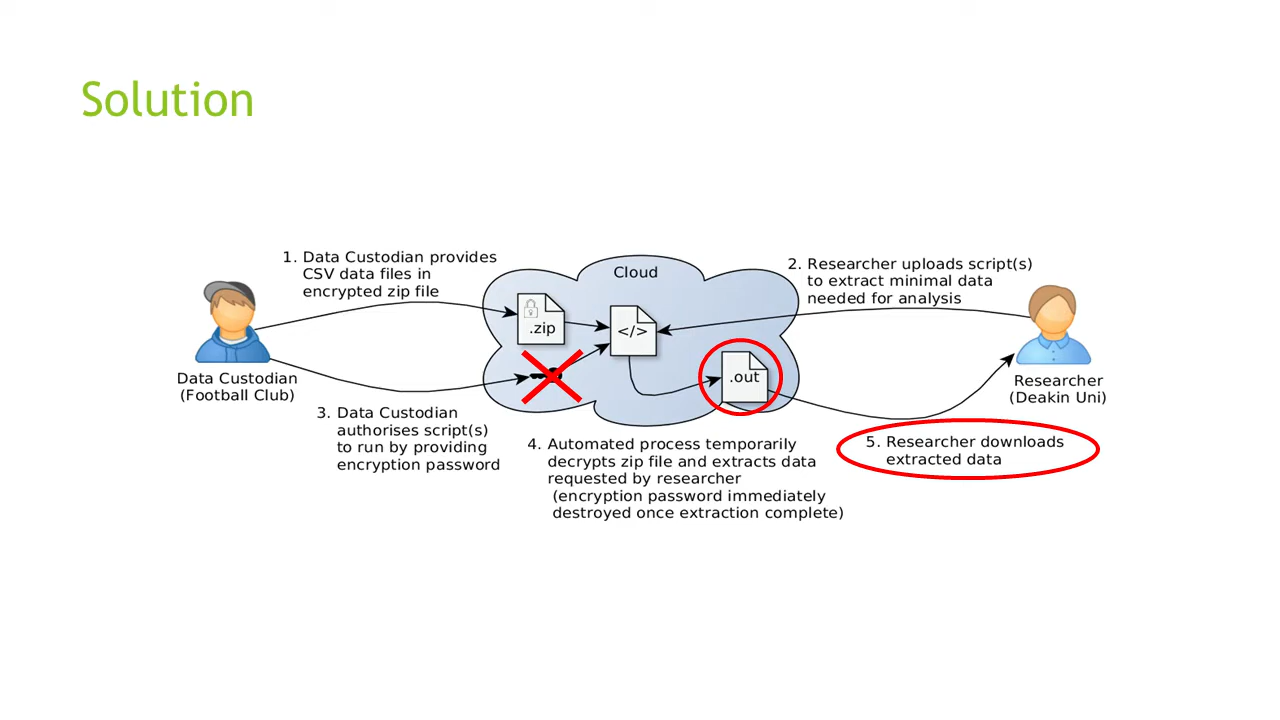 Solution
1. Data Custodian provides
CSV data files in
encrypted zip file
Cloud
2. Researcher uploads script(s)
to extract minimal data
needed for analysis
.zip
</>
.out
Data Custodian
(Football Club)
Researcher
(Deakin Uni)
3. Data Custodian
authorises script(s)
to run by providing
encryption password
4. Automated process temporarily
decrypts zip file and extracts data
requested by researcher
(encryption password immediately
destroyed once extraction complete)
5. Researcher downloads
extracted data